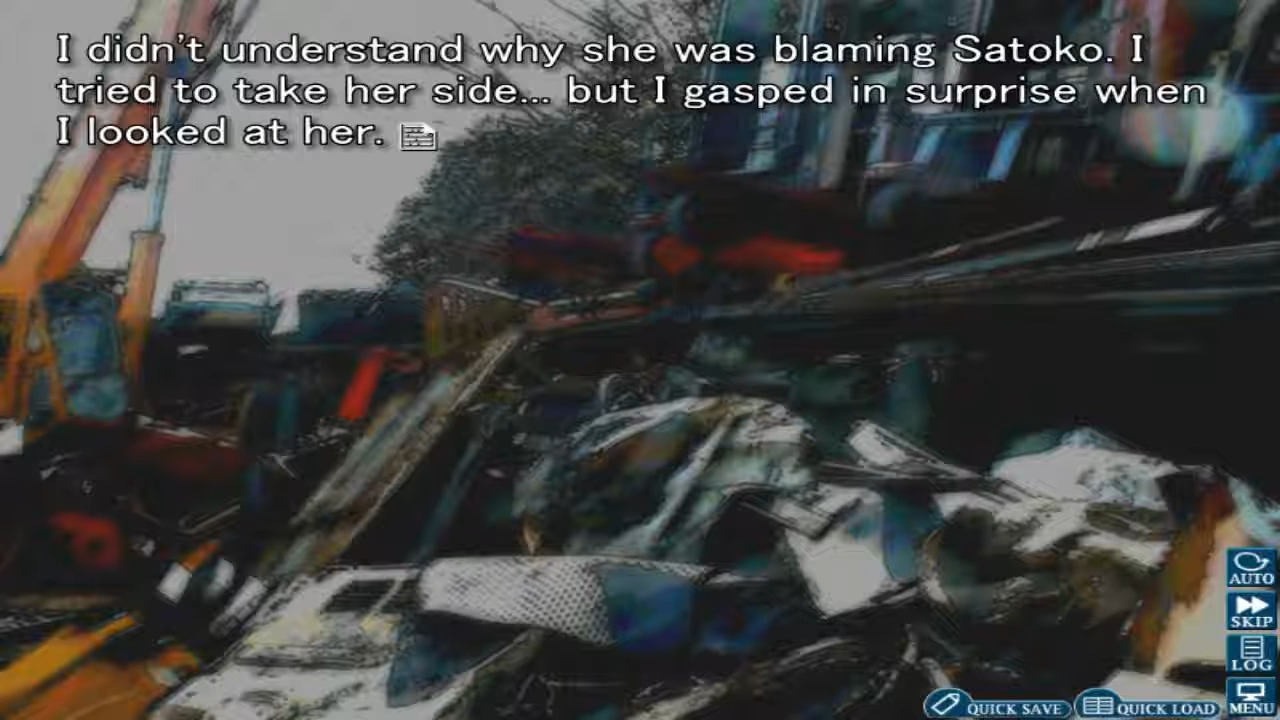 I didn't understand why she was blaming Satoko. I
tried to take her side... but I gasped in surprise when
I looked at her.
AUTO
SKIP
LOG
MENU
QUICK SAVE
QUICK LOAD